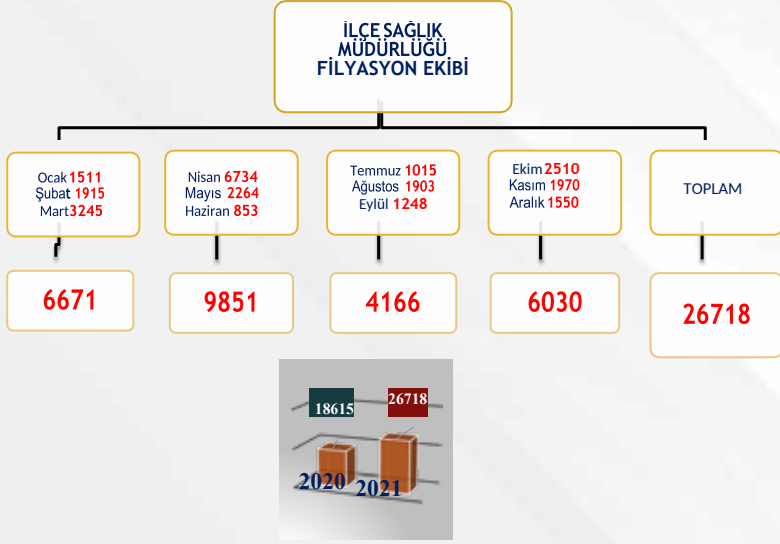 İLÇE SAĞLIK
MÜDÜRLÜĞÜ
FİLYASYON EKİBİ
Ocak 1511
Şubat 1915
Mart3245
Nisan 6734
Mayıs 2264
Haziran 853
Temmuz 1015
Ağustos 1903
Eylül 1248
Ekim 2510
Kasım 1970
Aralık 1550
TOPLAM
6671
9851
4166
6030
26718
18615
26718
2020
2021